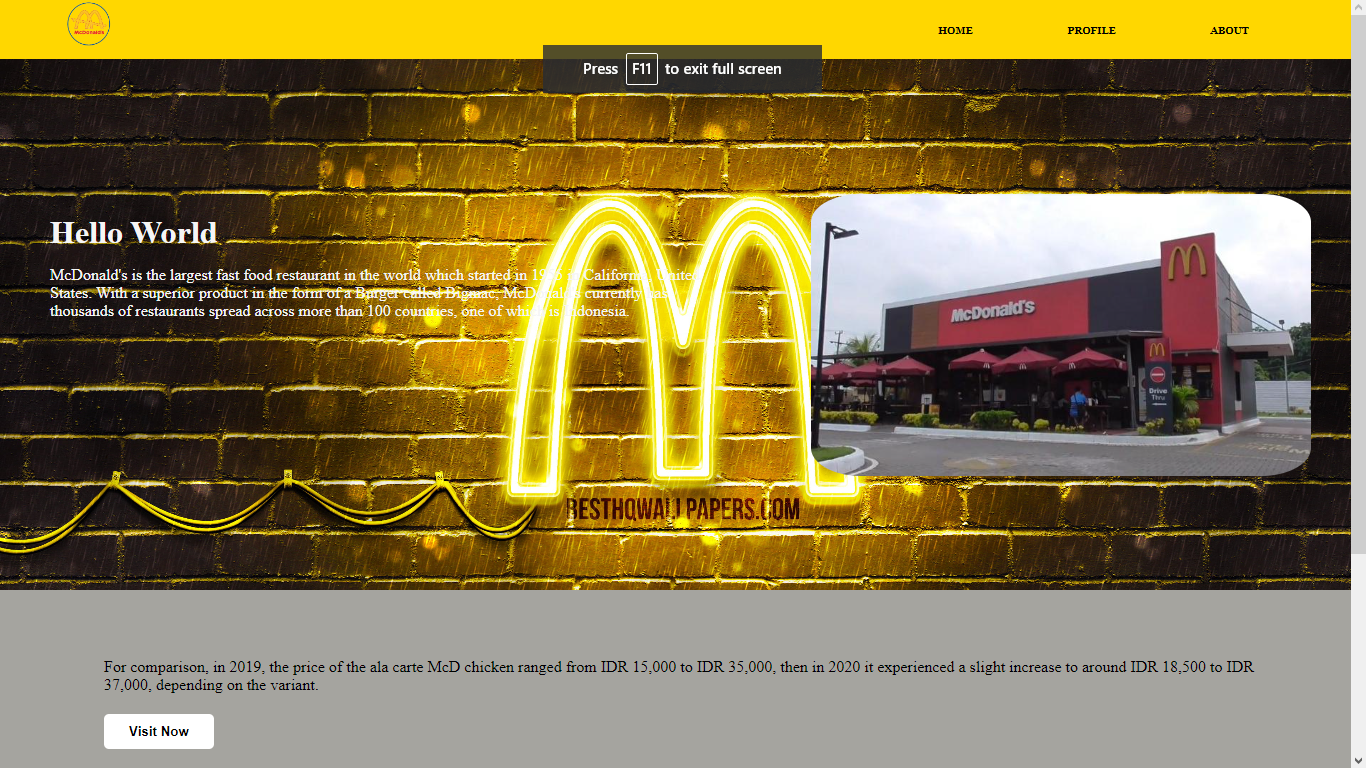 McDonald's
HOME PROFILE ABOUT
Press F11 to exit full screen
Hello World
McDonald's is the largest fast food restaurant in the world which started in in California, United
States. With a superior product in the form of a Burger called Bigmac. McDonald's currently has
thousands of restaurants spread across more than 100 countries, one of which is Indonesia.
McDonald's
Drive
Thru
BESTHQWALLPAPERS.COM
For comparison, in 2019, the price of the ala carte McD chicken ranged from IDR 15,000 to IDR 35,000, then in 2020 it experienced a slight increase to around IDR 18,500 to IDR
37,000, depending on the variant.
Visit Now